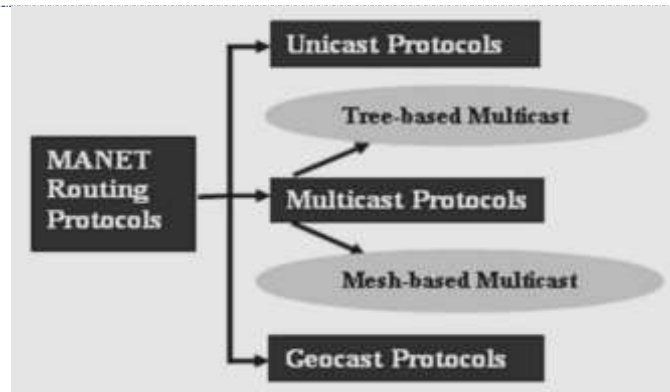 Unicast Protocols
Tree-based Multicast
MANET
Routing
Protocols
Multicast Protocols
Mesh-based Multicast
Geocast Protocols